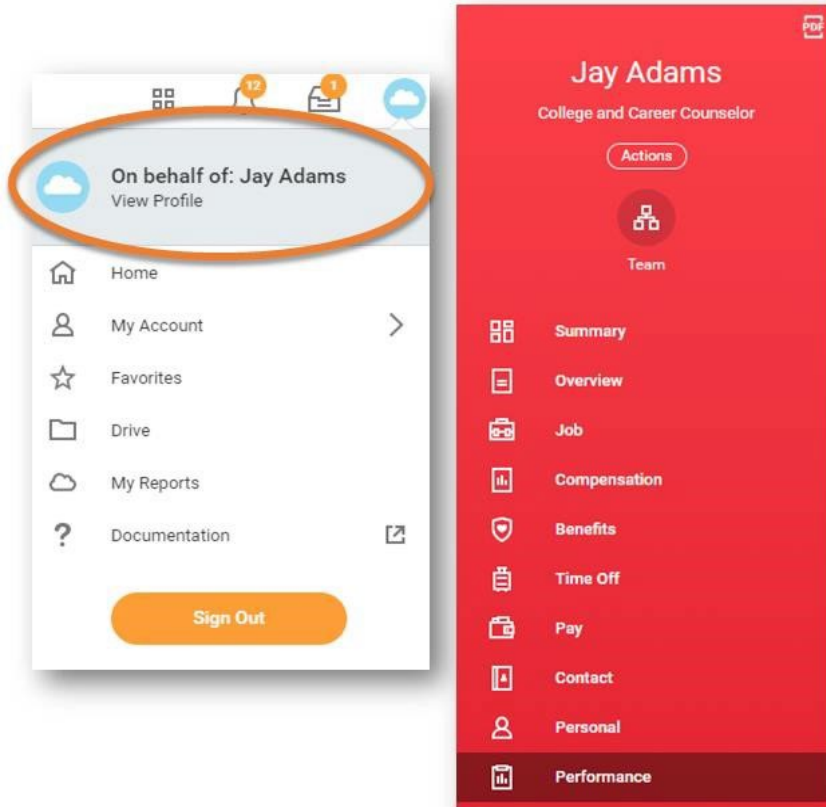 12
1
On behalf of: Jay Adams
View Profile
Home
My Account
Favorites
Drive
My Reports
? Documentation
Sign Out
PDF
Jay Adams
College and Career Counselor
Actions
Team
Summary
Overview
Job
Compensation
Benefits
Time Off
Pay
Contact
Personal
Performance